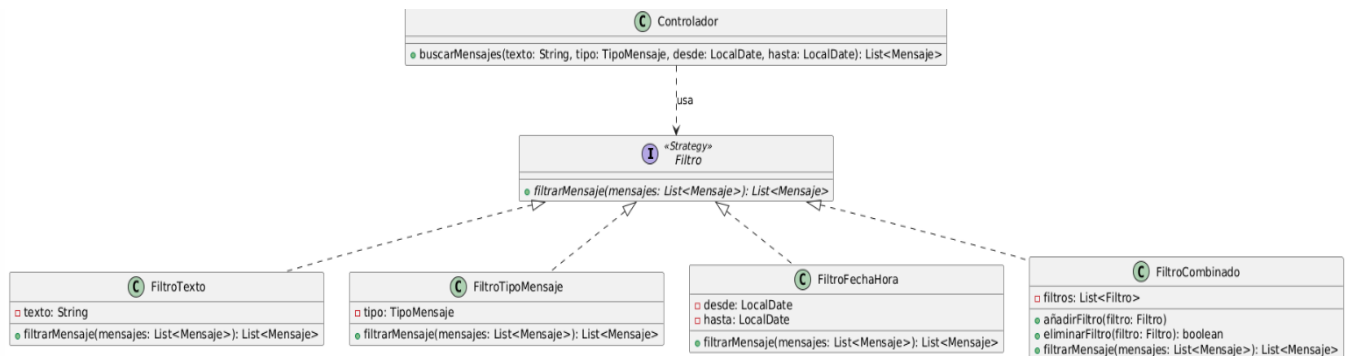 C Controlador
buscarMensajes(texto: String, tipo: TipoMensaje, desde: LocalDate, hasta: LocalDate): List<Mensaje>
usa
I «Strategy»
Filtro
filtrarMensaje(mensajes: List<Mensaje>): List<Mensaje>
C FiltroTexto
texto: String
filtrarMensaje(mensajes: List<Mensaje>): List<Mensaje>
C FiltroTipoMensaje
tipo: TipoMensaje
filtrarMensaje(mensajes: List<Mensaje>): List<Mensaje>
C FiltroFechaHora
desde: LocalDate
hasta: LocalDate
filtrarMensaje(mensajes: List<Mensaje>): List<Mensaje>
C FiltroCombinado
filtros: List<Filtro>
añadirFiltro(filtro: Filtro)
eliminarFiltro(filtro: Filtro): boolean
filtrarMensaje(mensajes: List<Mensaje>): List<Mensaje>